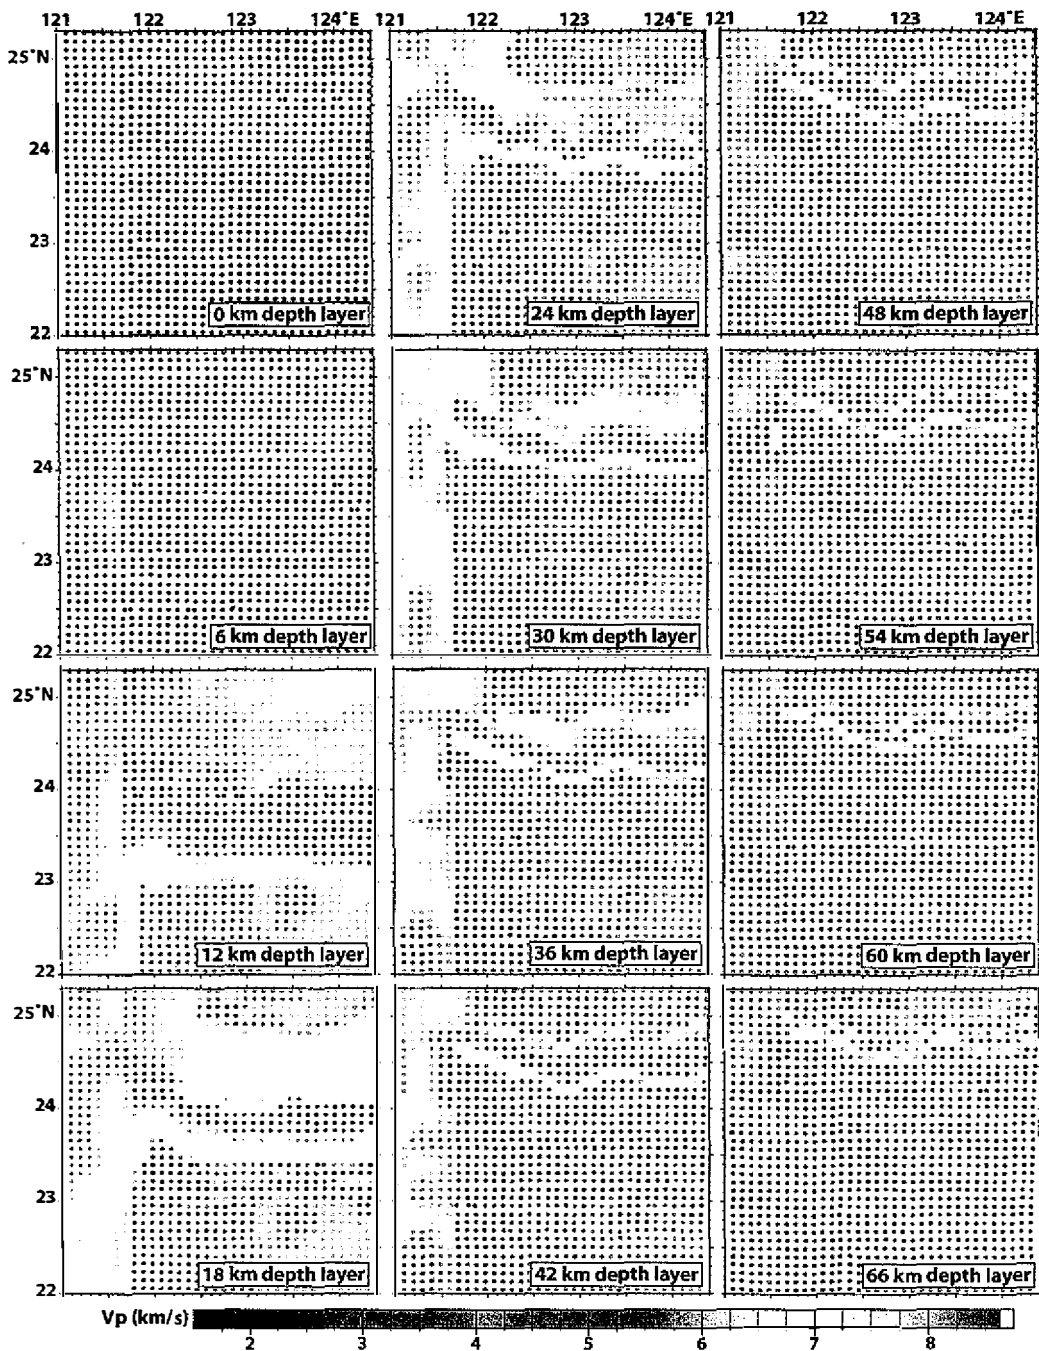 121 122 123 124˚E 121 122 123 124˚E 121 122 123 124˚E
25˚N
24
23
22
0 km depth layer
24 km depth layer
48 km depth layer
25˚N
24
23
22
6 km depth layer
30 km depth layer
54 km depth layer
25˚N
24
23
22
12 km depth layer
36 km depth layer
60 km depth layer
25˚N
24
23
22
18 km depth layer
42 km depth layer
66 km depth layer
Vp (km/s)
2 3 4 5 6 7 8